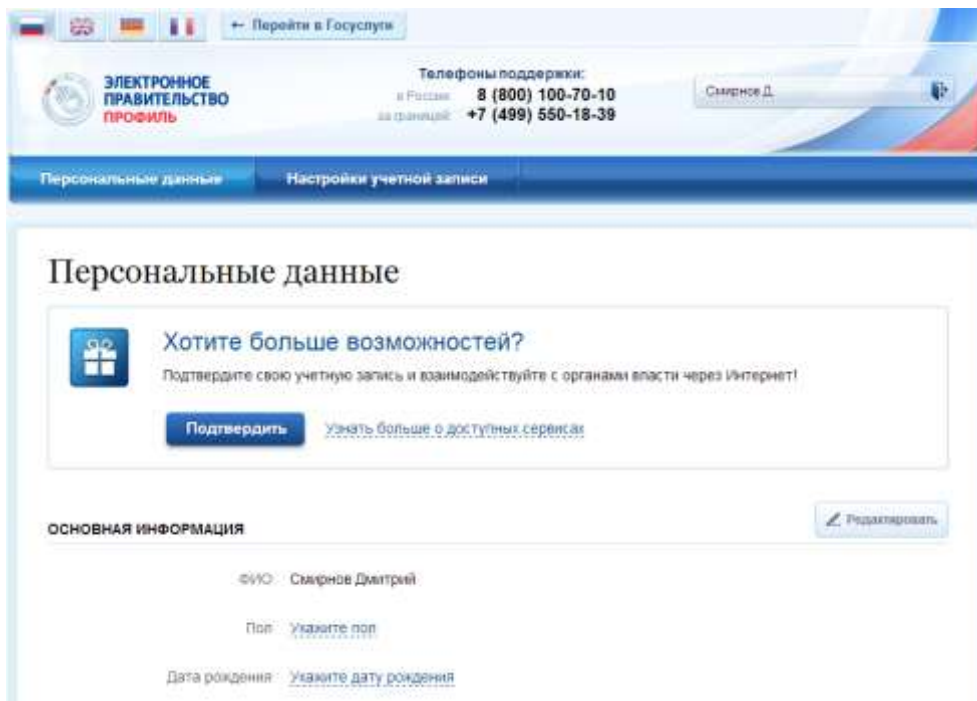 ← Перейти в Госуслуги
ЭЛЕКТРОННОЕ
ПРАВИТЕЛЬСТВО
ПРОФИЛЬ
Телефоны поддержки:
в России: 8 (800) 100-70-10
за границей: +7 (499) 550-18-39
Смирнов Д.
Персональные данные Настройки учетной записи
Персональные данные
Хотите больше возможностей?
Подтвердите свою учетную запись и взаимодействуйте с органами власти через Интернет!
Подтвердить Узнать больше о доступных сервисах
ОСНОВНАЯ ИНФОРМАЦИЯ Редактировать
ФИО Смирнов Дмитрий
Пол Укажите пол
Дата рождения Укажите дату рождения